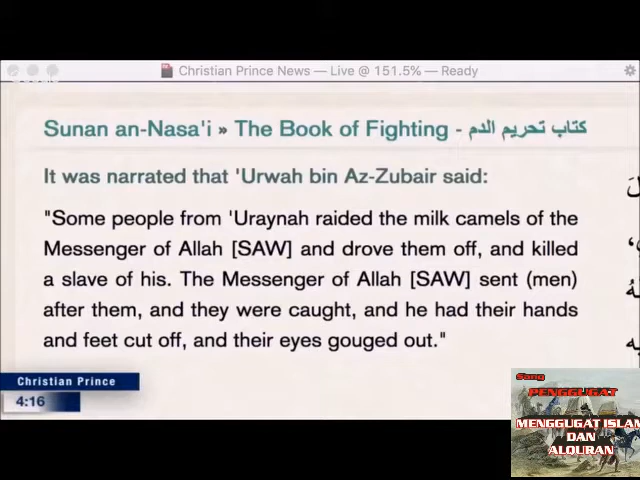 Christian Prince News — Live @ 151.5% — Ready
Sunan an-Nasa'i » The Book of Fighting - كتاب تحريم الدم
It was narrated that 'Urwah bin Az-Zubair said:
"Some people from 'Uraynah raided the milk camels of the
Messenger of Allah [SAW] and drove them off, and killed
a slave of his. The Messenger of Allah [SAW] sent (men)
after them, and they were caught, and he had their hands
and feet cut off, and their eyes gouged out."
Christian Prince
4:16
Sang
PENGGUGAT
MENGGUGAT ISLAM
DAN
ALQURAN